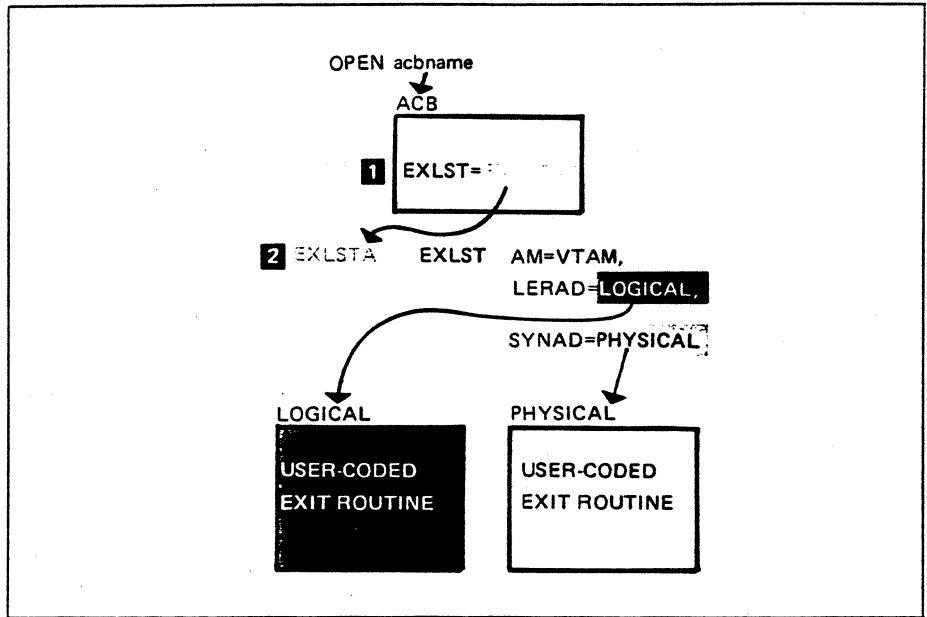 OPEN acbname
ACB
1 EXLST=
2 EXLSTA EXLST AM=VTAM,
LERAD=LOGICAL,
SYNAD=PHYSICAL
LOGICAL PHYSICAL
USER-CODED USER-CODED
EXIT ROUTINE EXIT ROUTINE